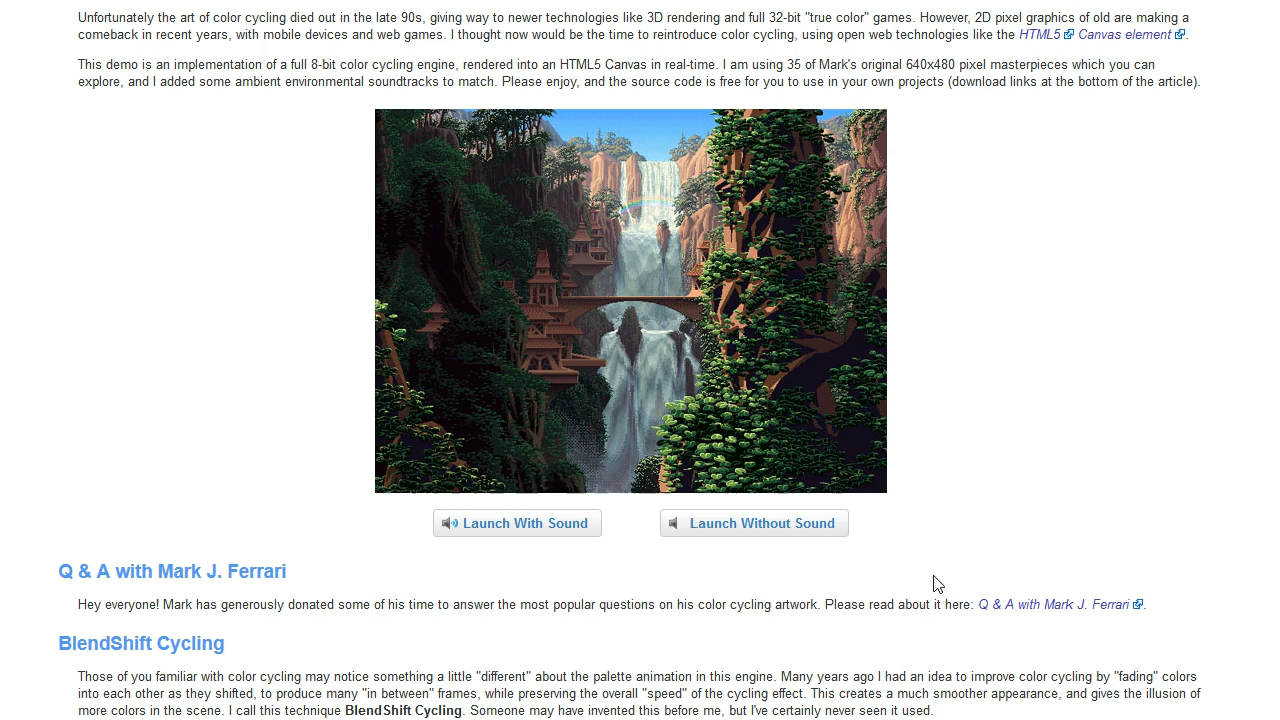 Unfortunately the art of color cycling died out in the late 90s, giving way to newer technologies like 3D rendering and full 32-bit "true color" games. However, 2D pixel graphics of old are making a
comeback in recent years, with mobile devices and web games. I thought now would be the time to reintroduce color cycling, using open web technologies like the HTML5 Canvas element.
This demo is an implementation of a full 8-bit color cycling engine, rendered into an HTML5 Canvas in real-time. I am using 35 of Mark's original 640x480 pixel masterpieces which you can
explore, and I added some ambient environmental soundtracks to match. Please enjoy, and the source code is free for you to use in your own projects (download links at the bottom of the article).
Launch With Sound
Launch Without Sound
Q & A with Mark J. Ferrari
Hey everyone! Mark has generously donated some of his time to answer the most popular questions on his color cycling artwork. Please read about it here: Q & A with Mark J. Ferrari.
BlendShift Cycling
Those of you familiar with color cycling may notice something a little "different" about the palette animation in this engine. Many years ago I had an idea to improve color cycling by "fading" colors
into each other as they shifted, to produce many "in between" frames, while preserving the overall "speed" of the cycling effect. This creates a much smoother appearance, and gives the illusion of
more colors in the scene. I call this technique BlendShift Cycling. Someone may have invented this before me, but I've certainly never seen it used.